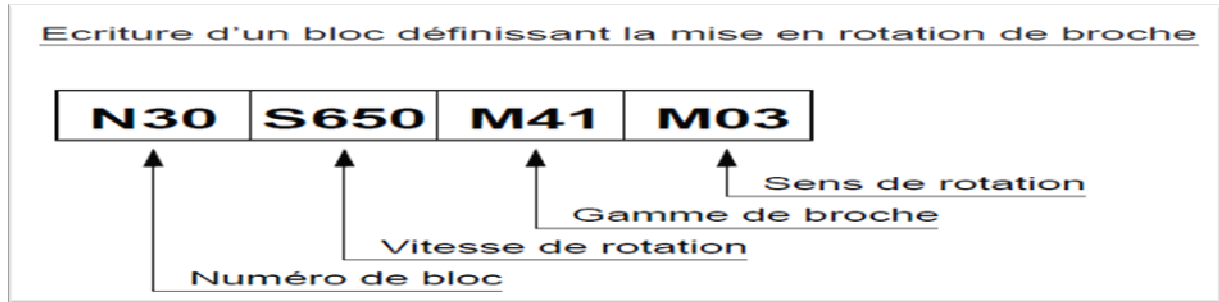 Ecriture d'un bloc définissant la mise en rotation de broche
N30 S650 M41 M03
Sens de rotation
Gamme de broche
Vitesse de rotation
Numéro de bloc